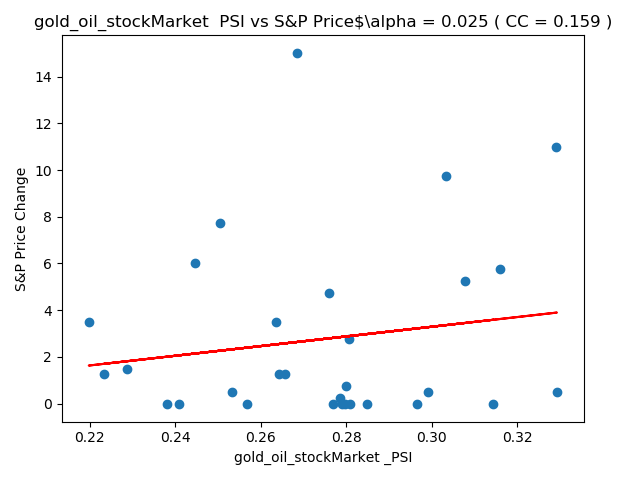 gold_oil_stockMarket  PSI vs S&P Price$\alpha = 0.025 ( CC = 0.159 )
S&P Price Change
14
12
10
8
6
4
2
0
0.22 0.24 0.26 0.28 0.30 0.32
gold_oil_stockMarket _PSI